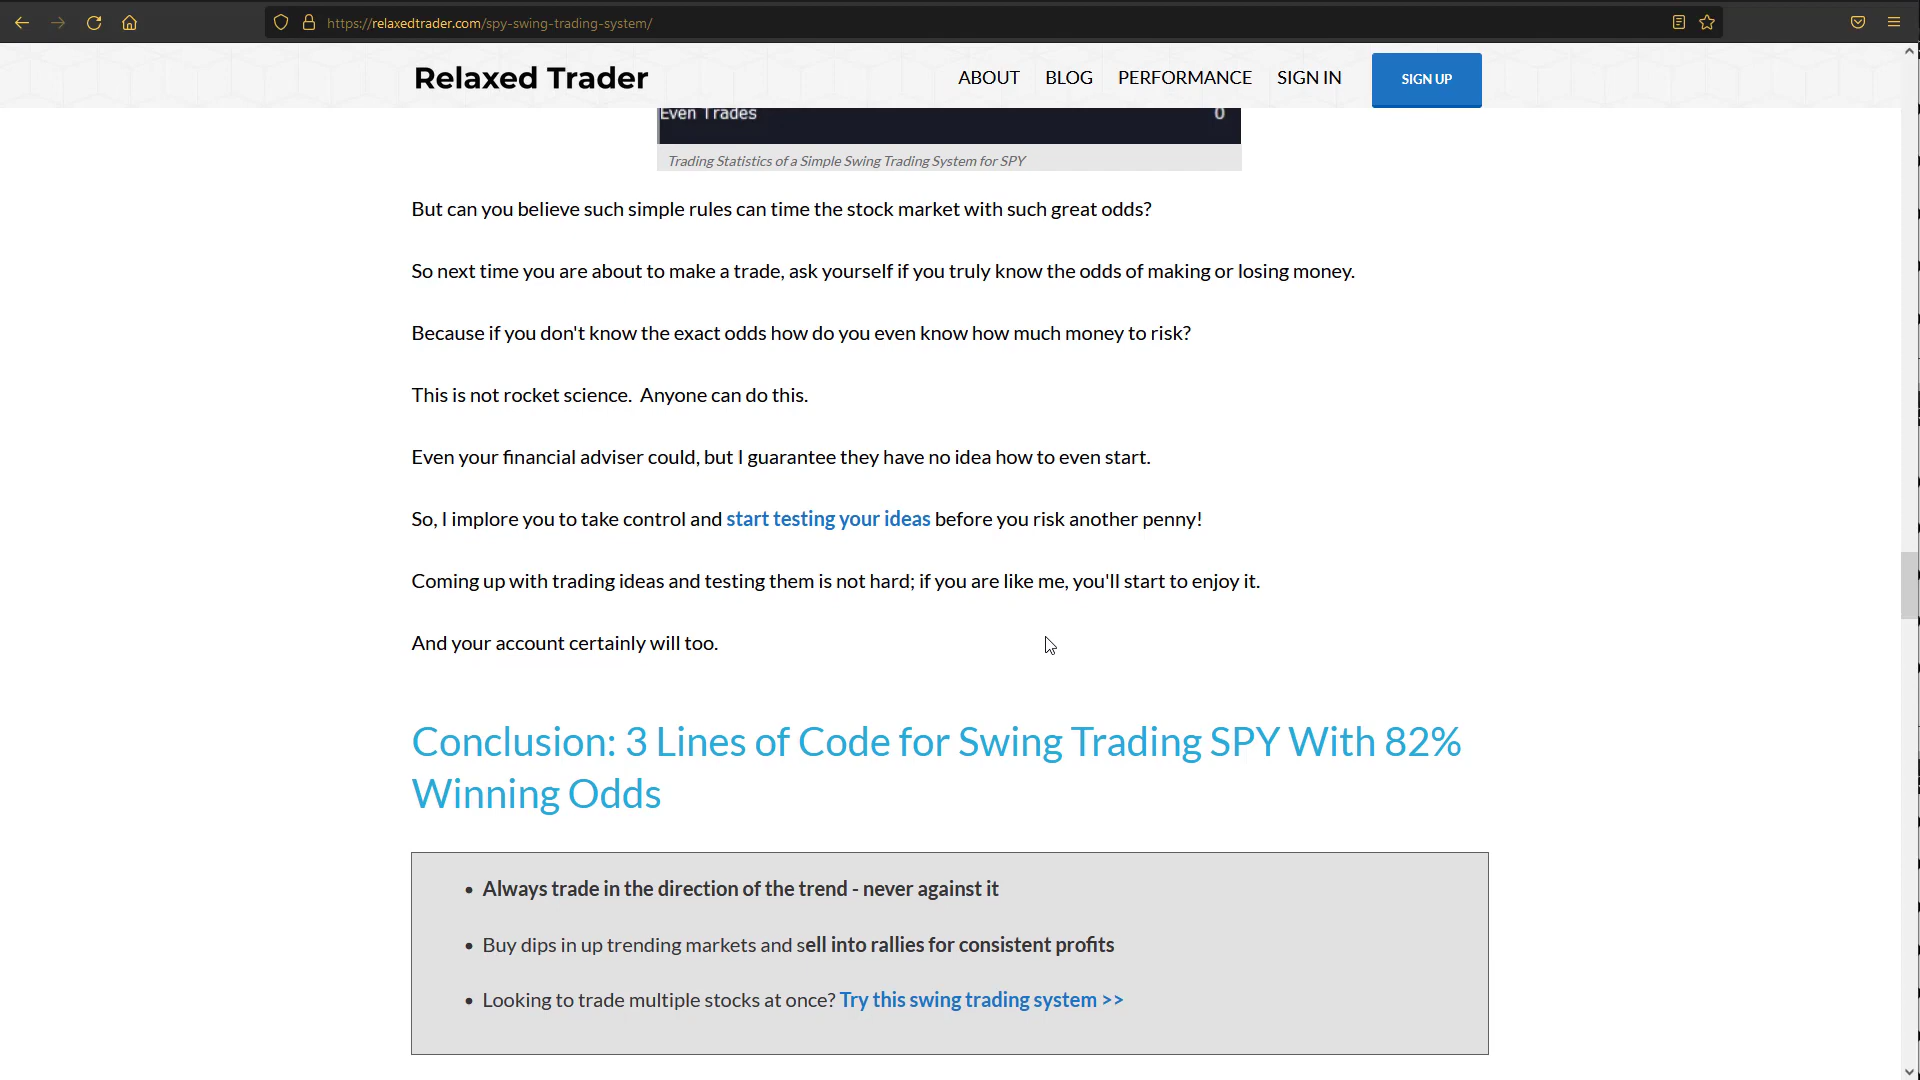 https://relaxedtrader.com/spy-swing-trading-system/
Relaxed Trader
ABOUT BLOG PERFORMANCE SIGN IN SIGN UP
Even Trades 0
Trading Statistics of a Simple Swing Trading System for SPY
But can you believe such simple rules can time the stock market with such great odds?
So next time you are about to make a trade, ask yourself if you truly know the odds of making or losing money.
Because if you don't know the exact odds how do you even know how much money to risk?
This is not rocket science.  Anyone can do this.
Even your financial adviser could, but I guarantee they have no idea how to even start.
So, I implore you to take control and start testing your ideas before you risk another penny!
Coming up with trading ideas and testing them is not hard; if you are like me, you'll start to enjoy it.
And your account certainly will too.
Conclusion: 3 Lines of Code for Swing Trading SPY With 82%
Winning Odds
• Always trade in the direction of the trend - never against it
• Buy dips in up trending markets and sell into rallies for consistent profits
• Looking to trade multiple stocks at once? Try this swing trading system >>